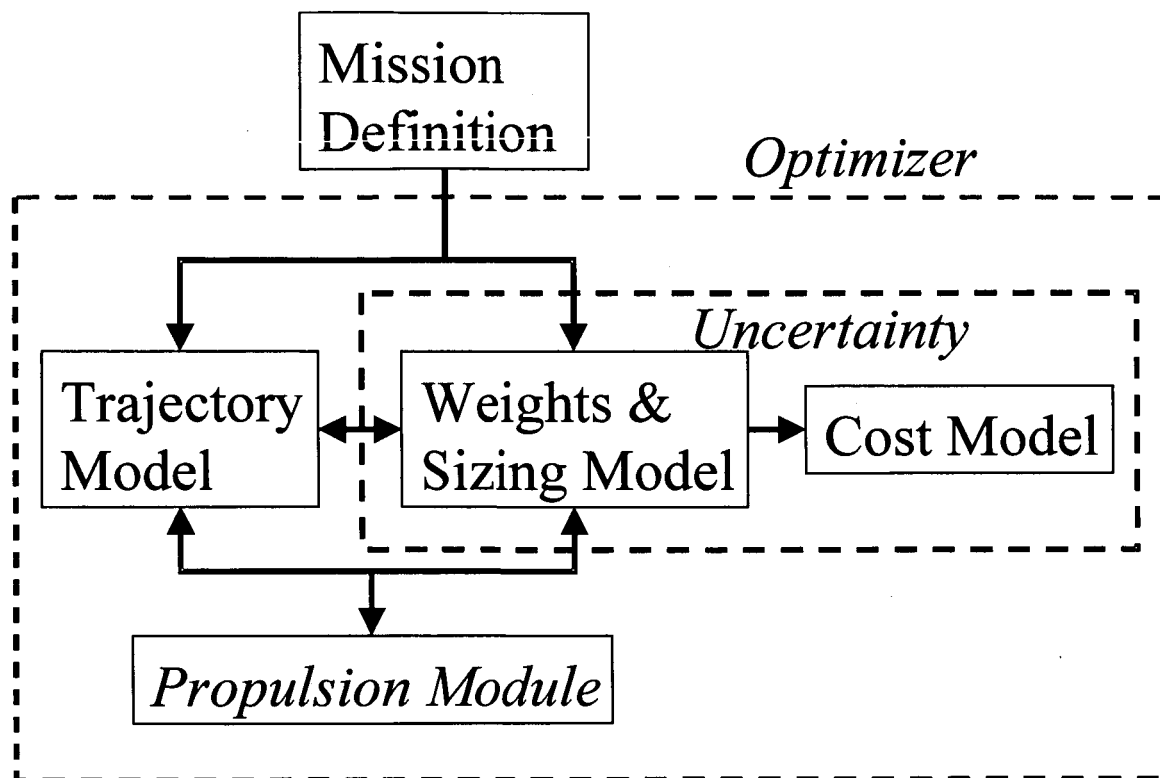 Mission
Definition
Optimizer
Uncertainty
Trajectory
Model
Weights &
Sizing Model
Cost Model
Propulsion Module